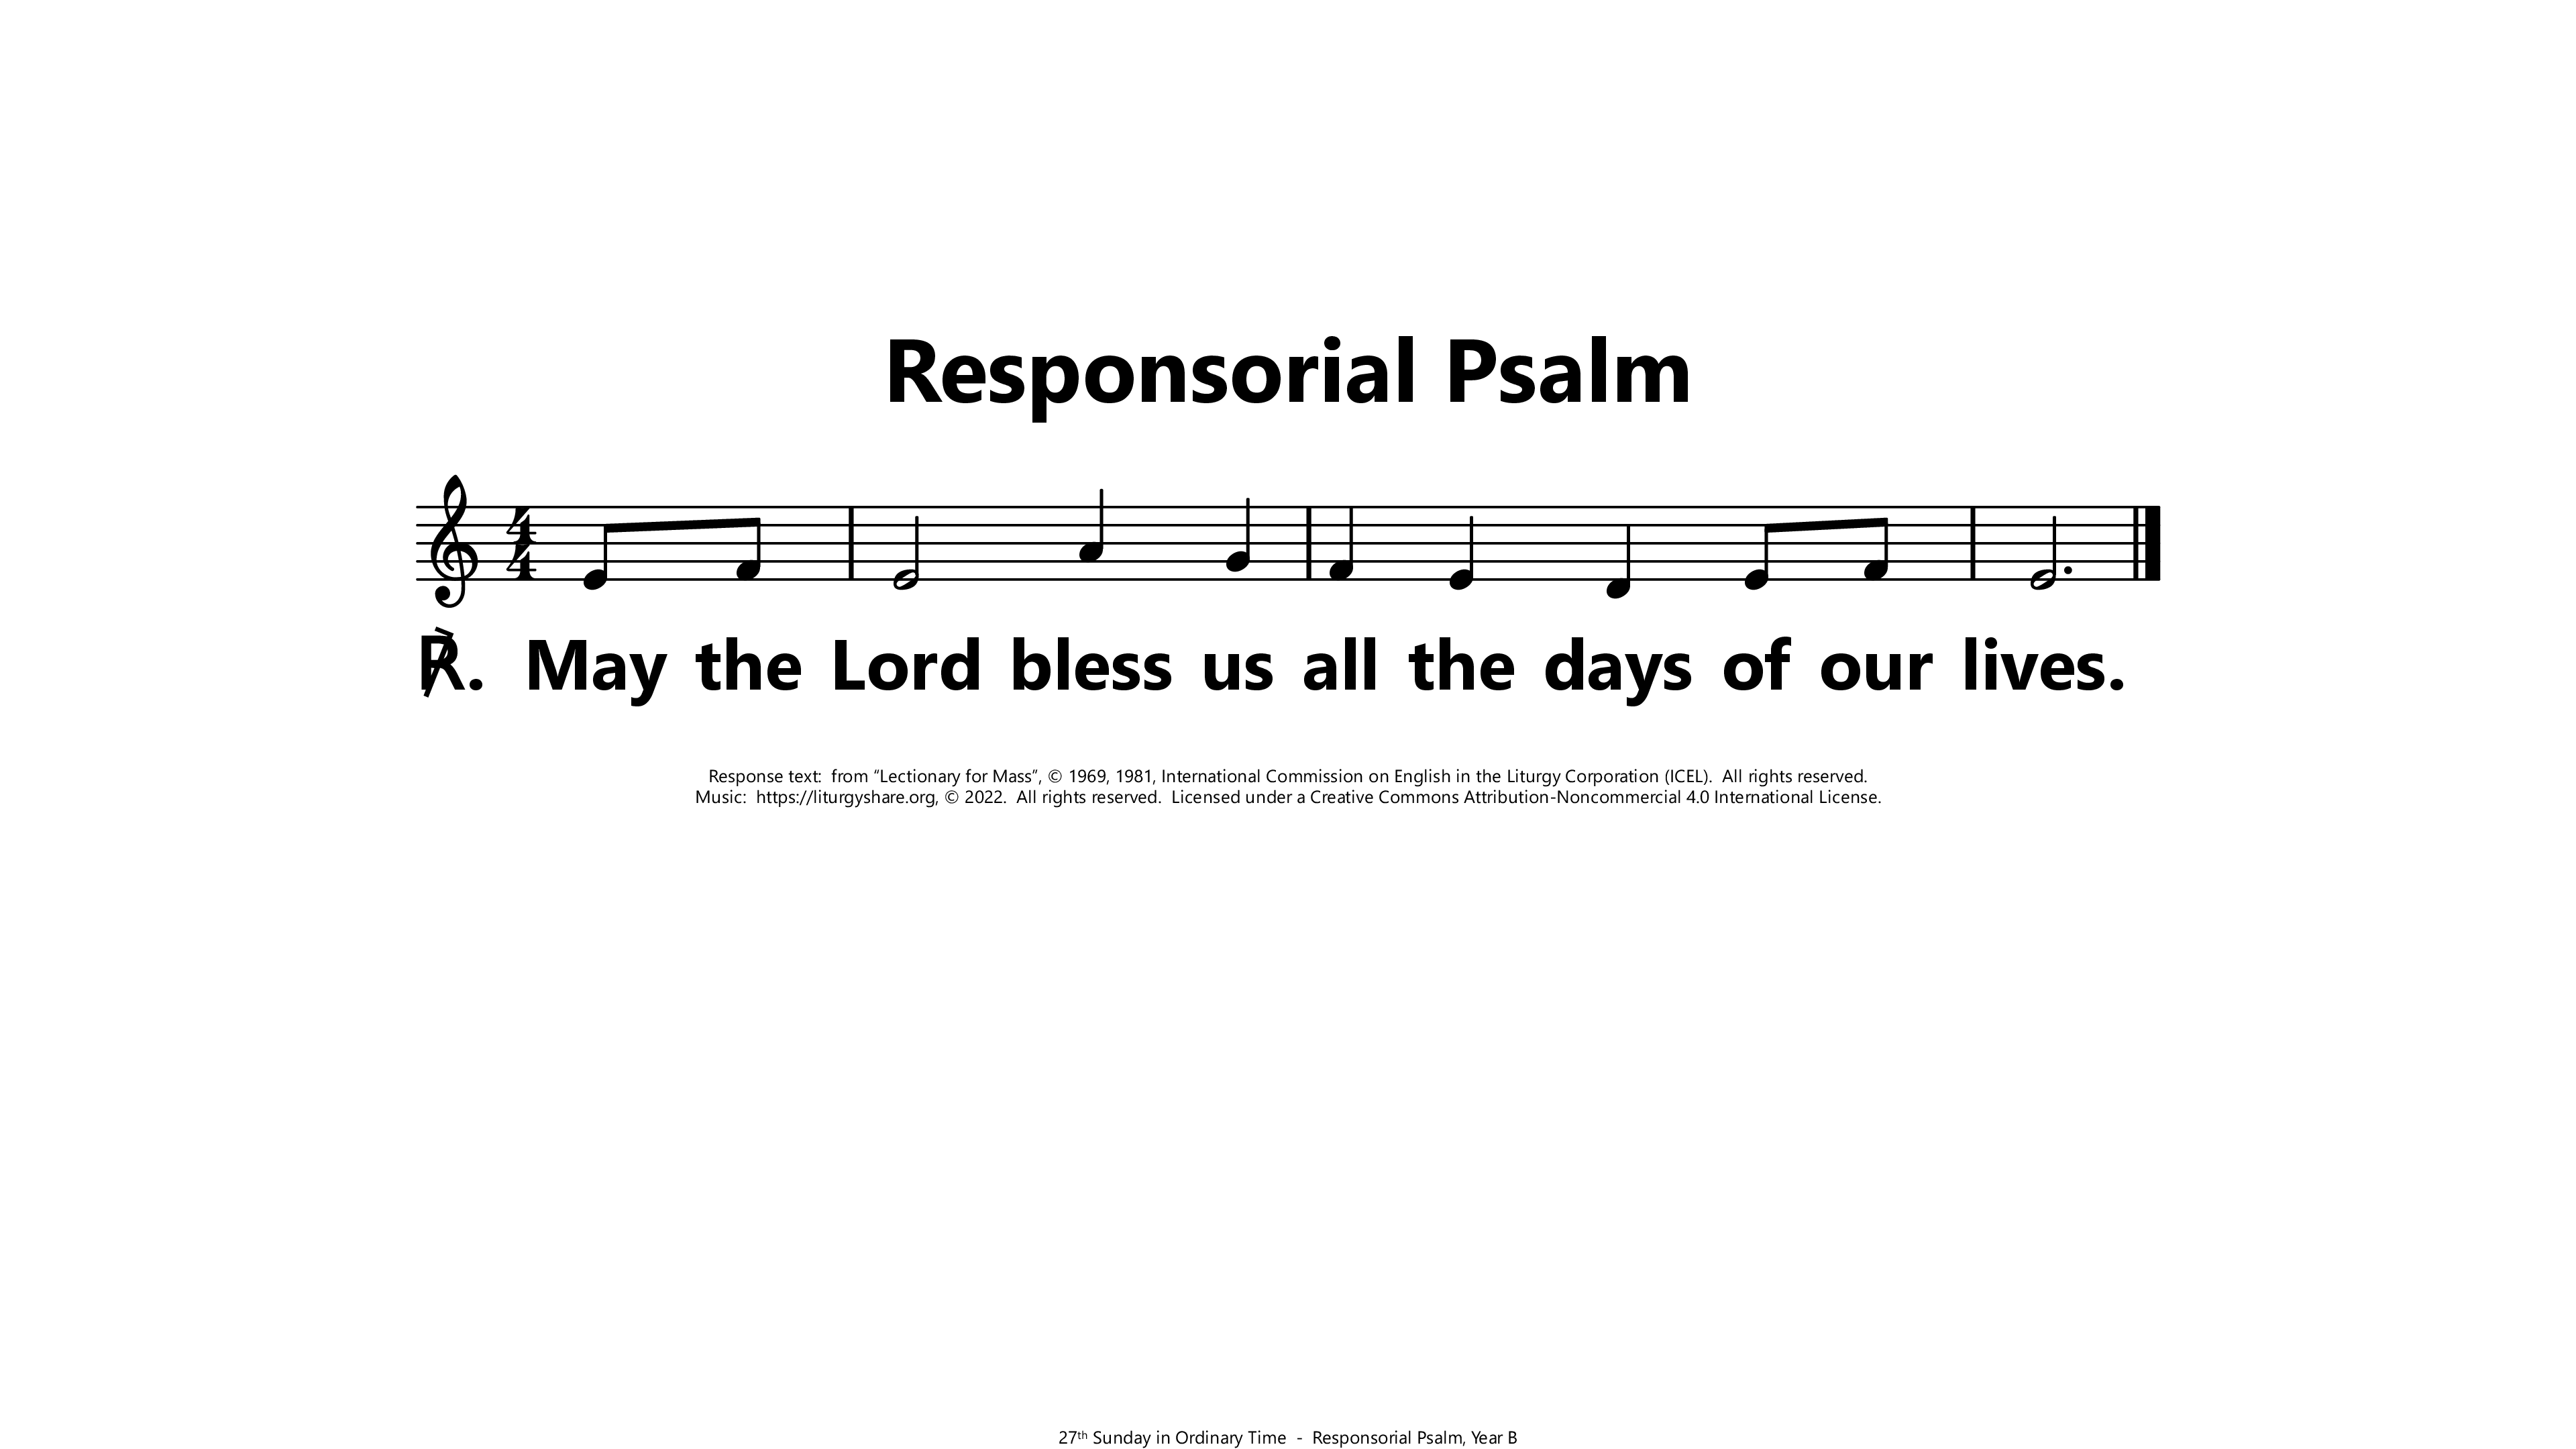 Responsorial Psalm
℟. May the Lord bless us all the days of our lives.
Response text: from “Lectionary for Mass”, © 1969, 1981, International Commission on English in the Liturgy Corporation (ICEL). All rights reserved.
Music: https://liturgyshare.org, © 2022. All rights reserved. Licensed under a Creative Commons Attribution-Noncommercial 4.0 International License.
27th Sunday in Ordinary Time - Responsorial Psalm, Year B